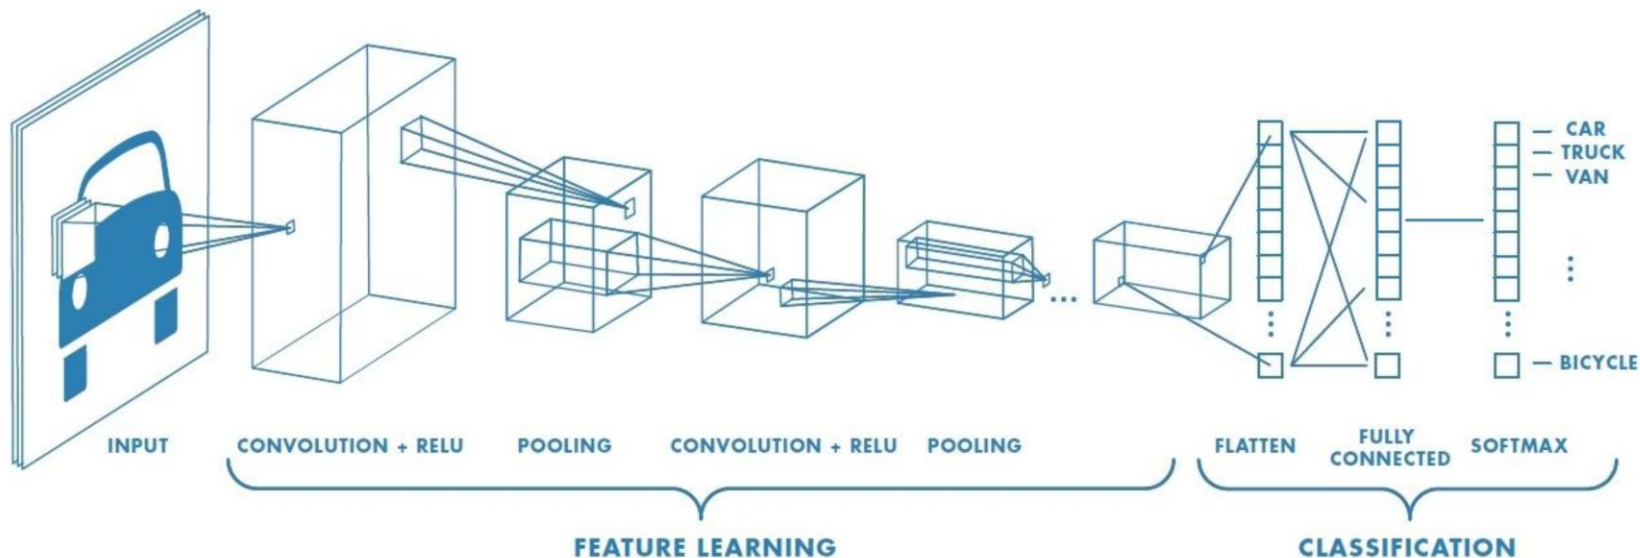 CAR
TRUCK
VAN
BICYCLE
INPUT
CONVOLUTION + RELU
POOLING
CONVOLUTION + RELU
POOLING
FLATTEN
FULLY
CONNECTED
SOFTMAX
FEATURE LEARNING
CLASSIFICATION